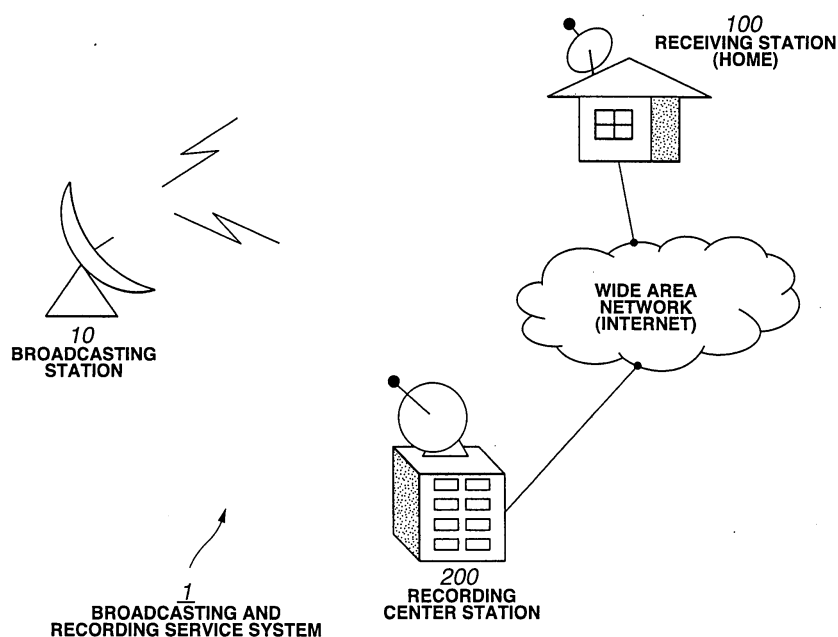 100
RECEIVING STATION
(HOME)
WIDE AREA
NETWORK
(INTERNET)
10
BROADCASTING
STATION
200
RECORDING
CENTER STATION
1
BROADCASTING AND
RECORDING SERVICE SYSTEM